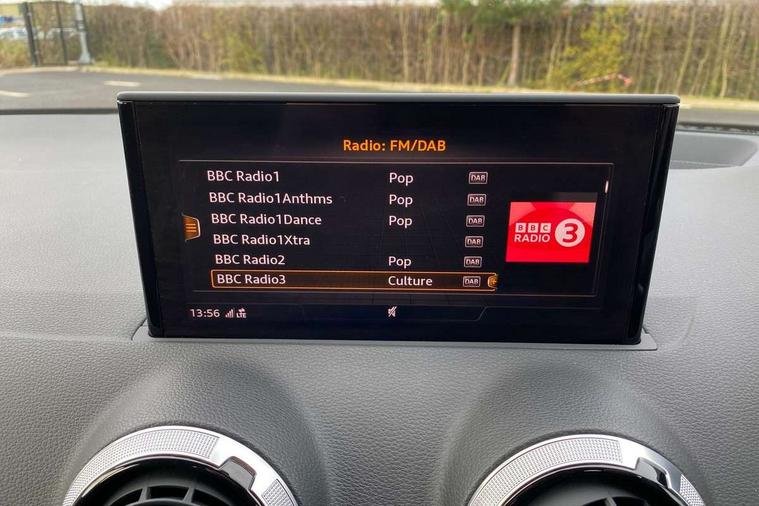 Radio: FM/DAB
BBC Radio1 Pop DAB
BBC Radio1Anthms Pop DAB
BBC Radio1Dance Pop DAB
BBC Radio1Xtra DAB
BBC Radio2 Pop DAB
BBC Radio3 Culture DAB
BBC
RADIO 3
13:56 LTE